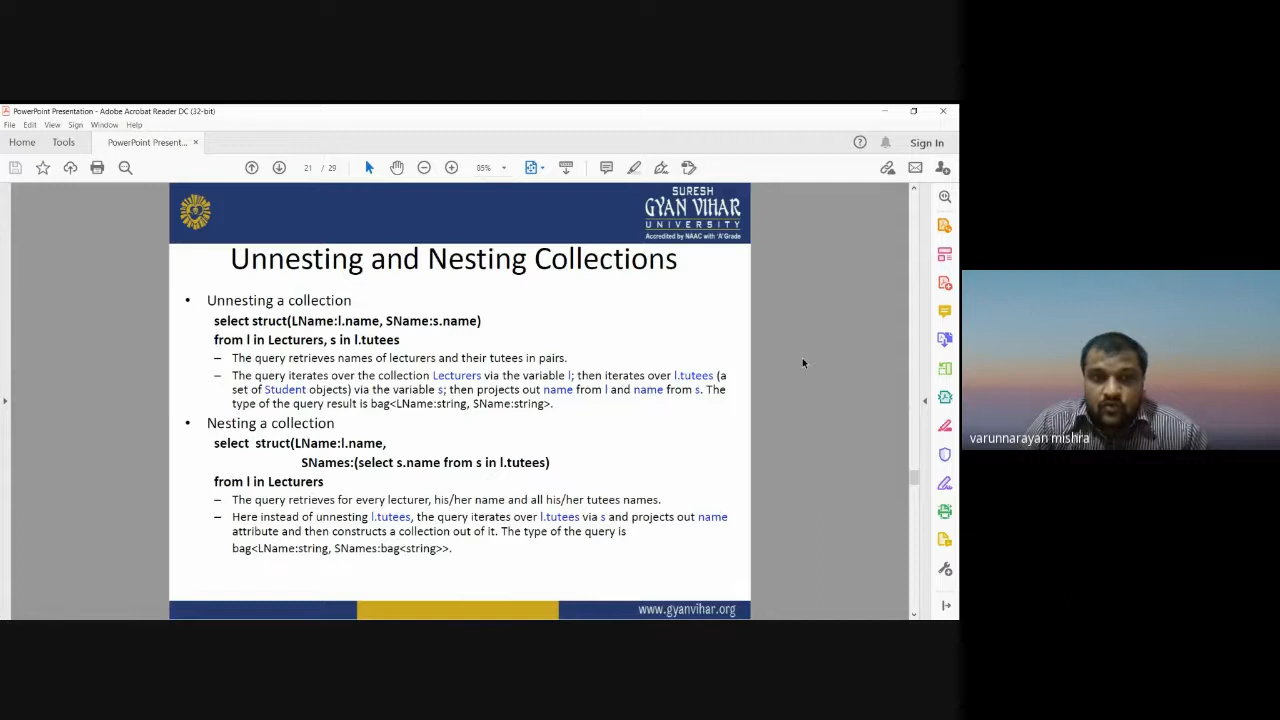 PowerPoint Presentation - Adobe Acrobat Reader DC (32-bit)
File Edit View Sign Window Help
Home Tools PowerPoint Present... × Sign In
21 / 29 85%
SURESH
GYAN VIHAR
UNIVERSITY
Accredited by NAAC with 'A' Grade
Unnesting and Nesting Collections
• Unnesting a collection
select struct(LName:l.name, SName:s.name)
from l in Lecturers, s in l.tutees
– The query retrieves names of lecturers and their tutees in pairs.
– The query iterates over the collection Lecturers via the variable l; then iterates over l.tutees (a
set of Student objects) via the variable s; then projects out name from l and name from s. The
type of the query result is bag<LName:string, SName:string>.
• Nesting a collection
select struct(LName:l.name,
SNames:(select s.name from s in l.tutees)
from l in Lecturers
– The query retrieves for every lecturer, his/her name and all his/her tutees names.
– Here instead of unnesting l.tutees, the query iterates over l.tutees via s and projects out name
attribute and then constructs a collection out of it. The type of the query is
bag<LName:string, SNames:bag<string>>.
www.gyanvihar.org
varunnarayan mishra